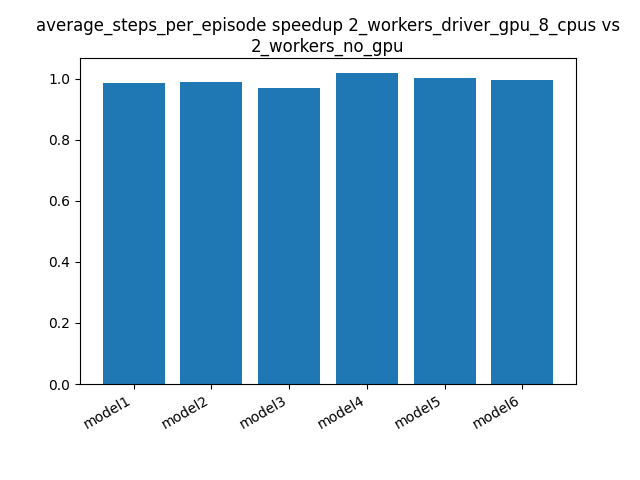 average_steps_per_episode speedup 2_workers_driver_gpu_8_cpus vs
2_workers_no_gpu
1.0
0.8
0.6
0.4
0.2
0.0
model1
model2
model3
model4
model5
model6